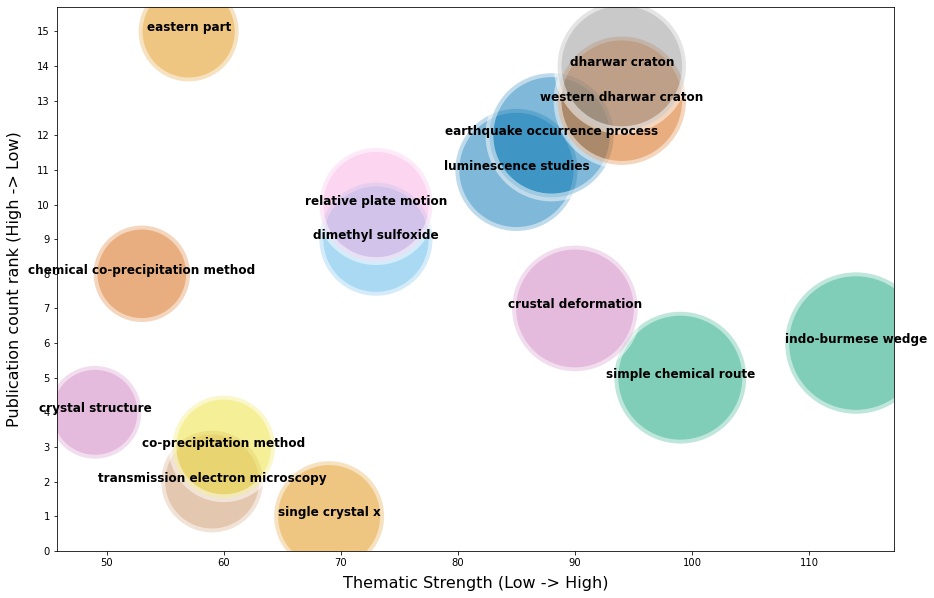 Publication count rank (High -> Low)
15
eastern part
14
dharwar craton
13
western dharwar craton
12
earthquake occurrence process
11
luminescence studies
10
relative plate motion
9
dimethyl sulfoxide
8
chemical co-precipitation method
7
crustal deformation
6
indo-burmese wedge
5
simple chemical route
4
crystal structure
3
co-precipitation method
2
transmission electron microscopy
1
single crystal x
0
50 60 70 80 90 100 110
Thematic Strength (Low -> High)